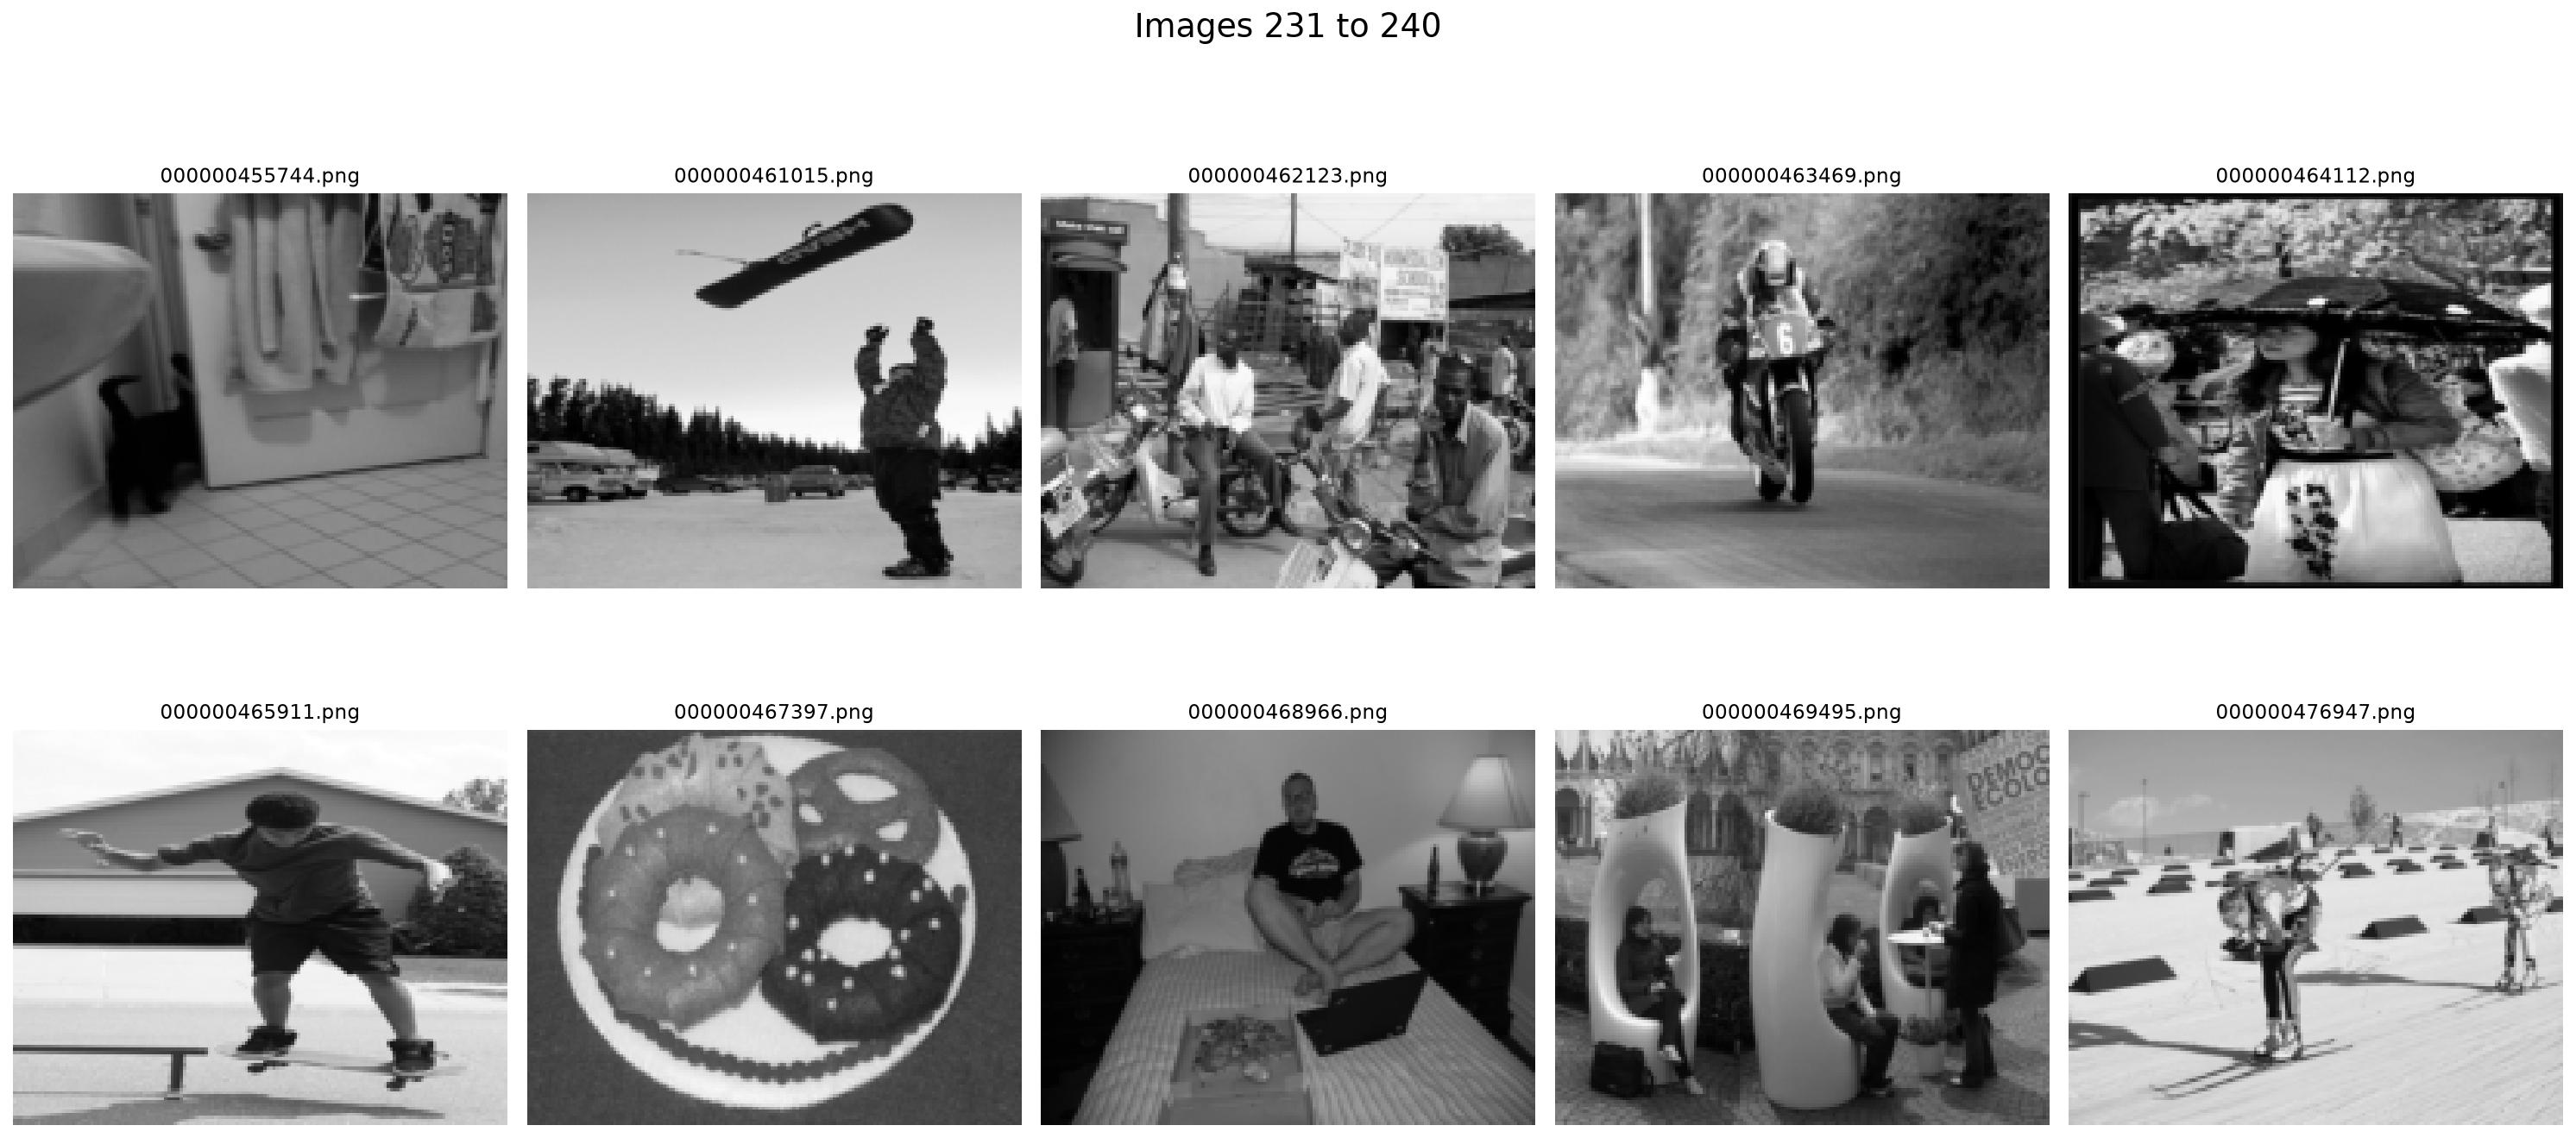 Images 231 to 240
000000455744.png
000000461015.png
000000462123.png
000000463469.png
000000464112.png
6
000000465911.png
000000467397.png
000000468966.png
000000469495.png
000000476947.png
DEMOC
ECOLO